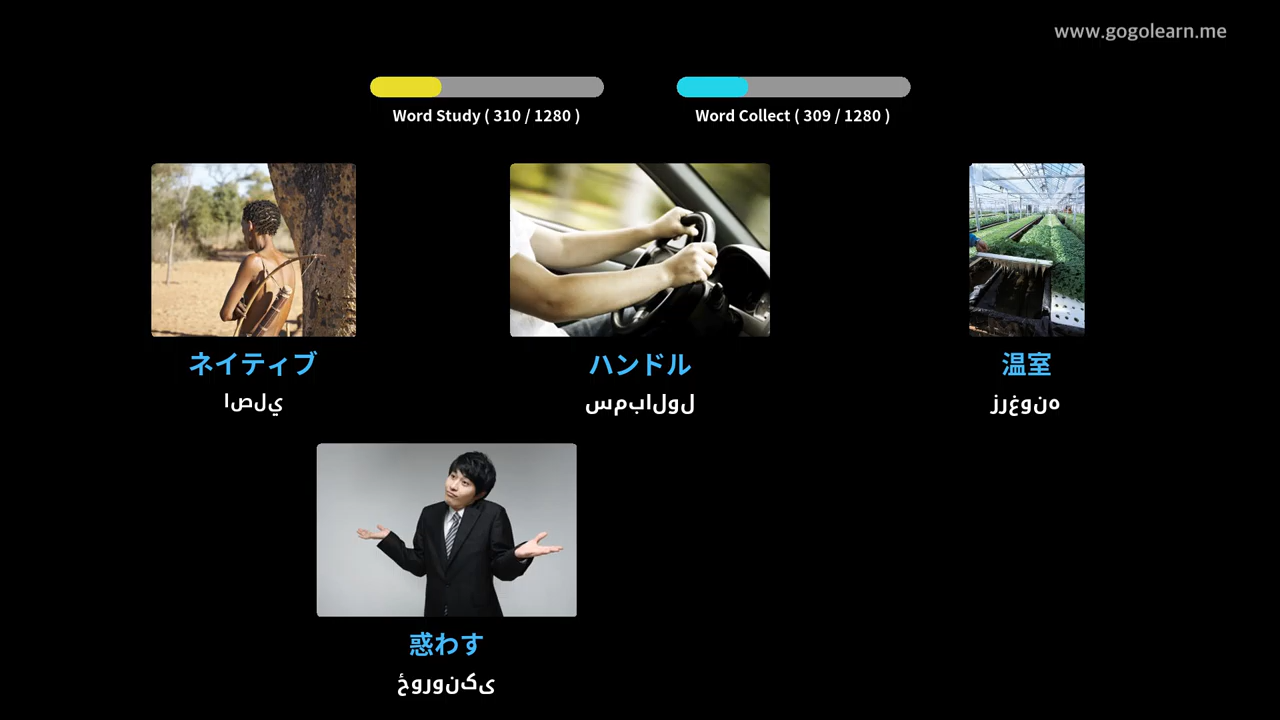 www.gogolearn.me
Word Study ( 310 / 1280 )
Word Collect ( 309 / 1280 )
ネイティブ
اصلي
ハンドル
سمبالول
温室
زرغونه
惑わす
ځورونکی